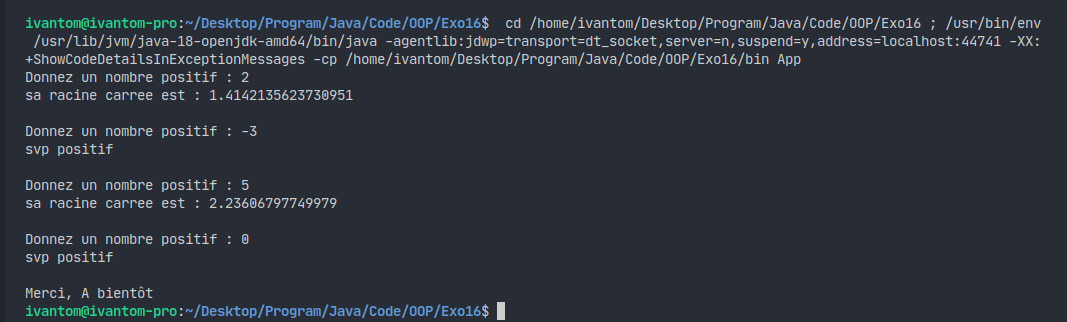 ivantom@ivantom-pro:~/Desktop/Program/Java/Code/OOP/Exo16$  cd /home/ivantom/Desktop/Program/Java/Code/OOP/Exo16 ; /usr/bin/env
 /usr/lib/jvm/java-18-openjdk-amd64/bin/java -agentlib:jdwp=transport=dt_socket,server=n,suspend=y,address=localhost:44741 -XX:
+ShowCodeDetailsInExceptionMessages -cp /home/ivantom/Desktop/Program/Java/Code/OOP/Exo16/bin App
Donnez un nombre positif : 2
sa racine carree est : 1.4142135623730951
Donnez un nombre positif : -3
svp positif
Donnez un nombre positif : 5
sa racine carree est : 2.23606797749979
Donnez un nombre positif : 0
svp positif
Merci, A bientôt
ivantom@ivantom-pro:~/Desktop/Program/Java/Code/OOP/Exo16$